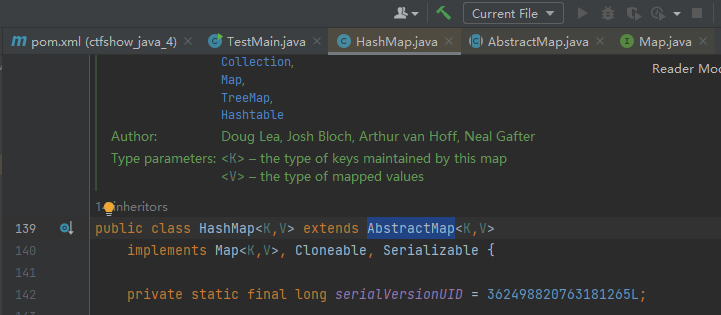 Current File
pom.xml (ctfshow_java_4)
TestMain.java
HashMap.java
AbstractMap.java
Map.java
Reader Mod
Collection,
Map,
TreeMap,
Hashtable
Author: Doug Lea, Josh Bloch, Arthur van Hoff, Neal Gafter
Type parameters: <K> – the type of keys maintained by this map
<V> – the type of mapped values
inheritors
139 public class HashMap<K,V> extends AbstractMap<K,V>
140 implements Map<K,V>, Cloneable, Serializable {
141
142 private static final long serialVersionUID = 362498820763181265L;